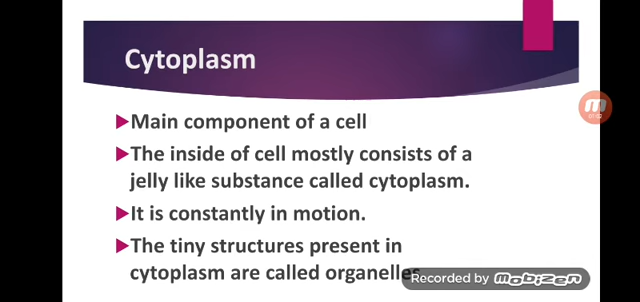 Cytoplasm
Main component of a cell
The inside of cell mostly consists of a
jelly like substance called cytoplasm.
It is constantly in motion.
The tiny structures present in
cytoplasm are called organelles
Recorded by mobizen